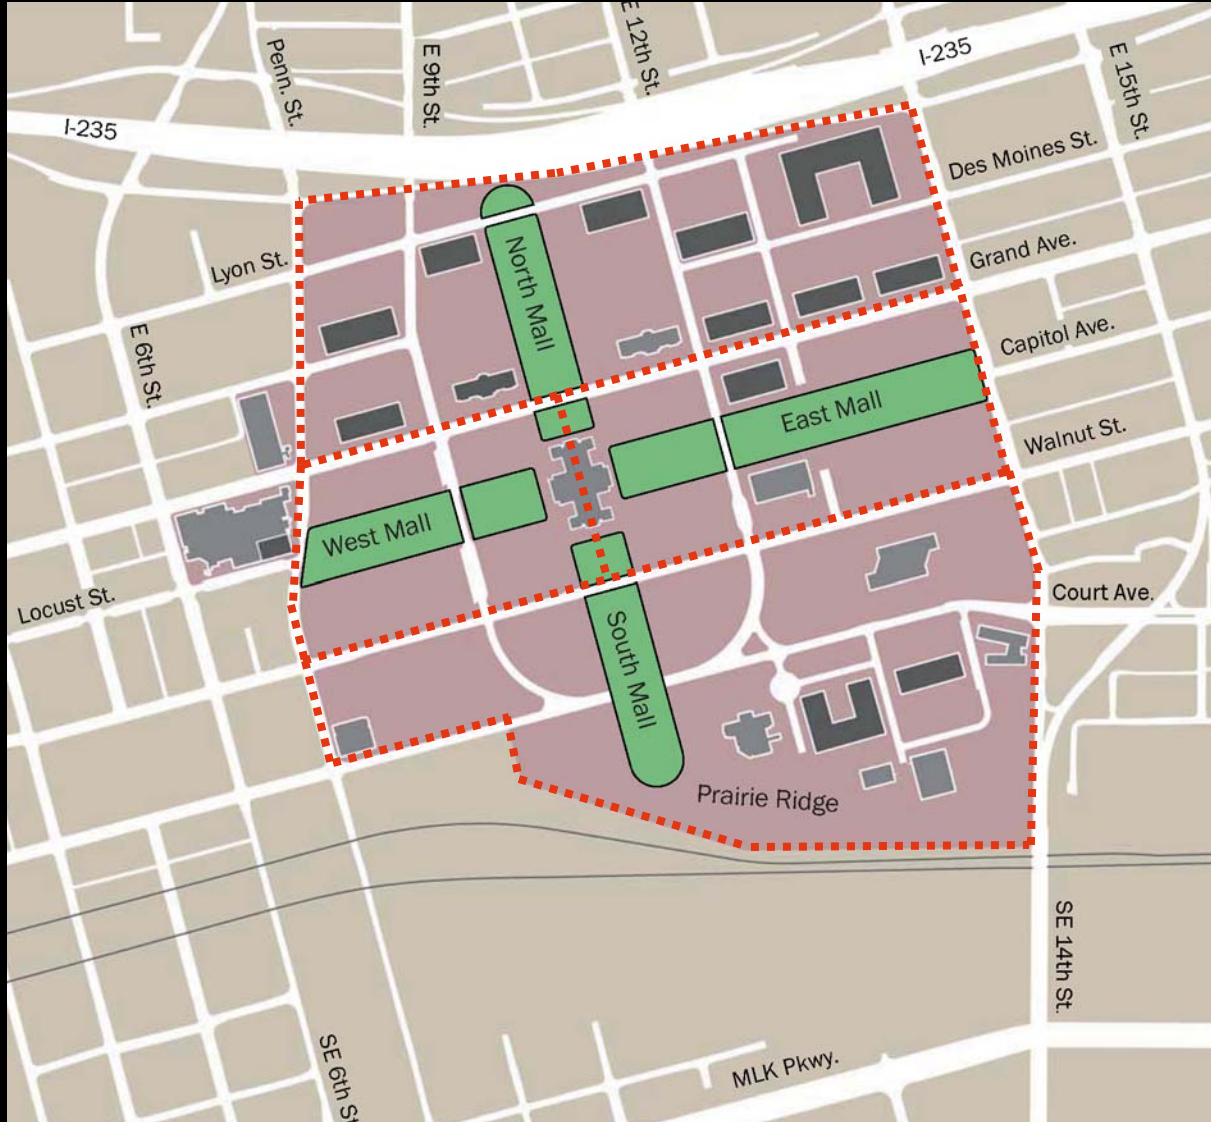 E 12th St.
Penn. St.
E 9th St.
I-235
E 15th St.
I-235
Des Moines St.
Lyon St.
North Mall
Grand Ave.
E 6th St.
Capitol Ave.
East Mall
Walnut St.
West Mall
Locust St.
Court Ave.
South Mall
Prairie Ridge
SE 14th St.
SE 6th St
MLK Pkwy.